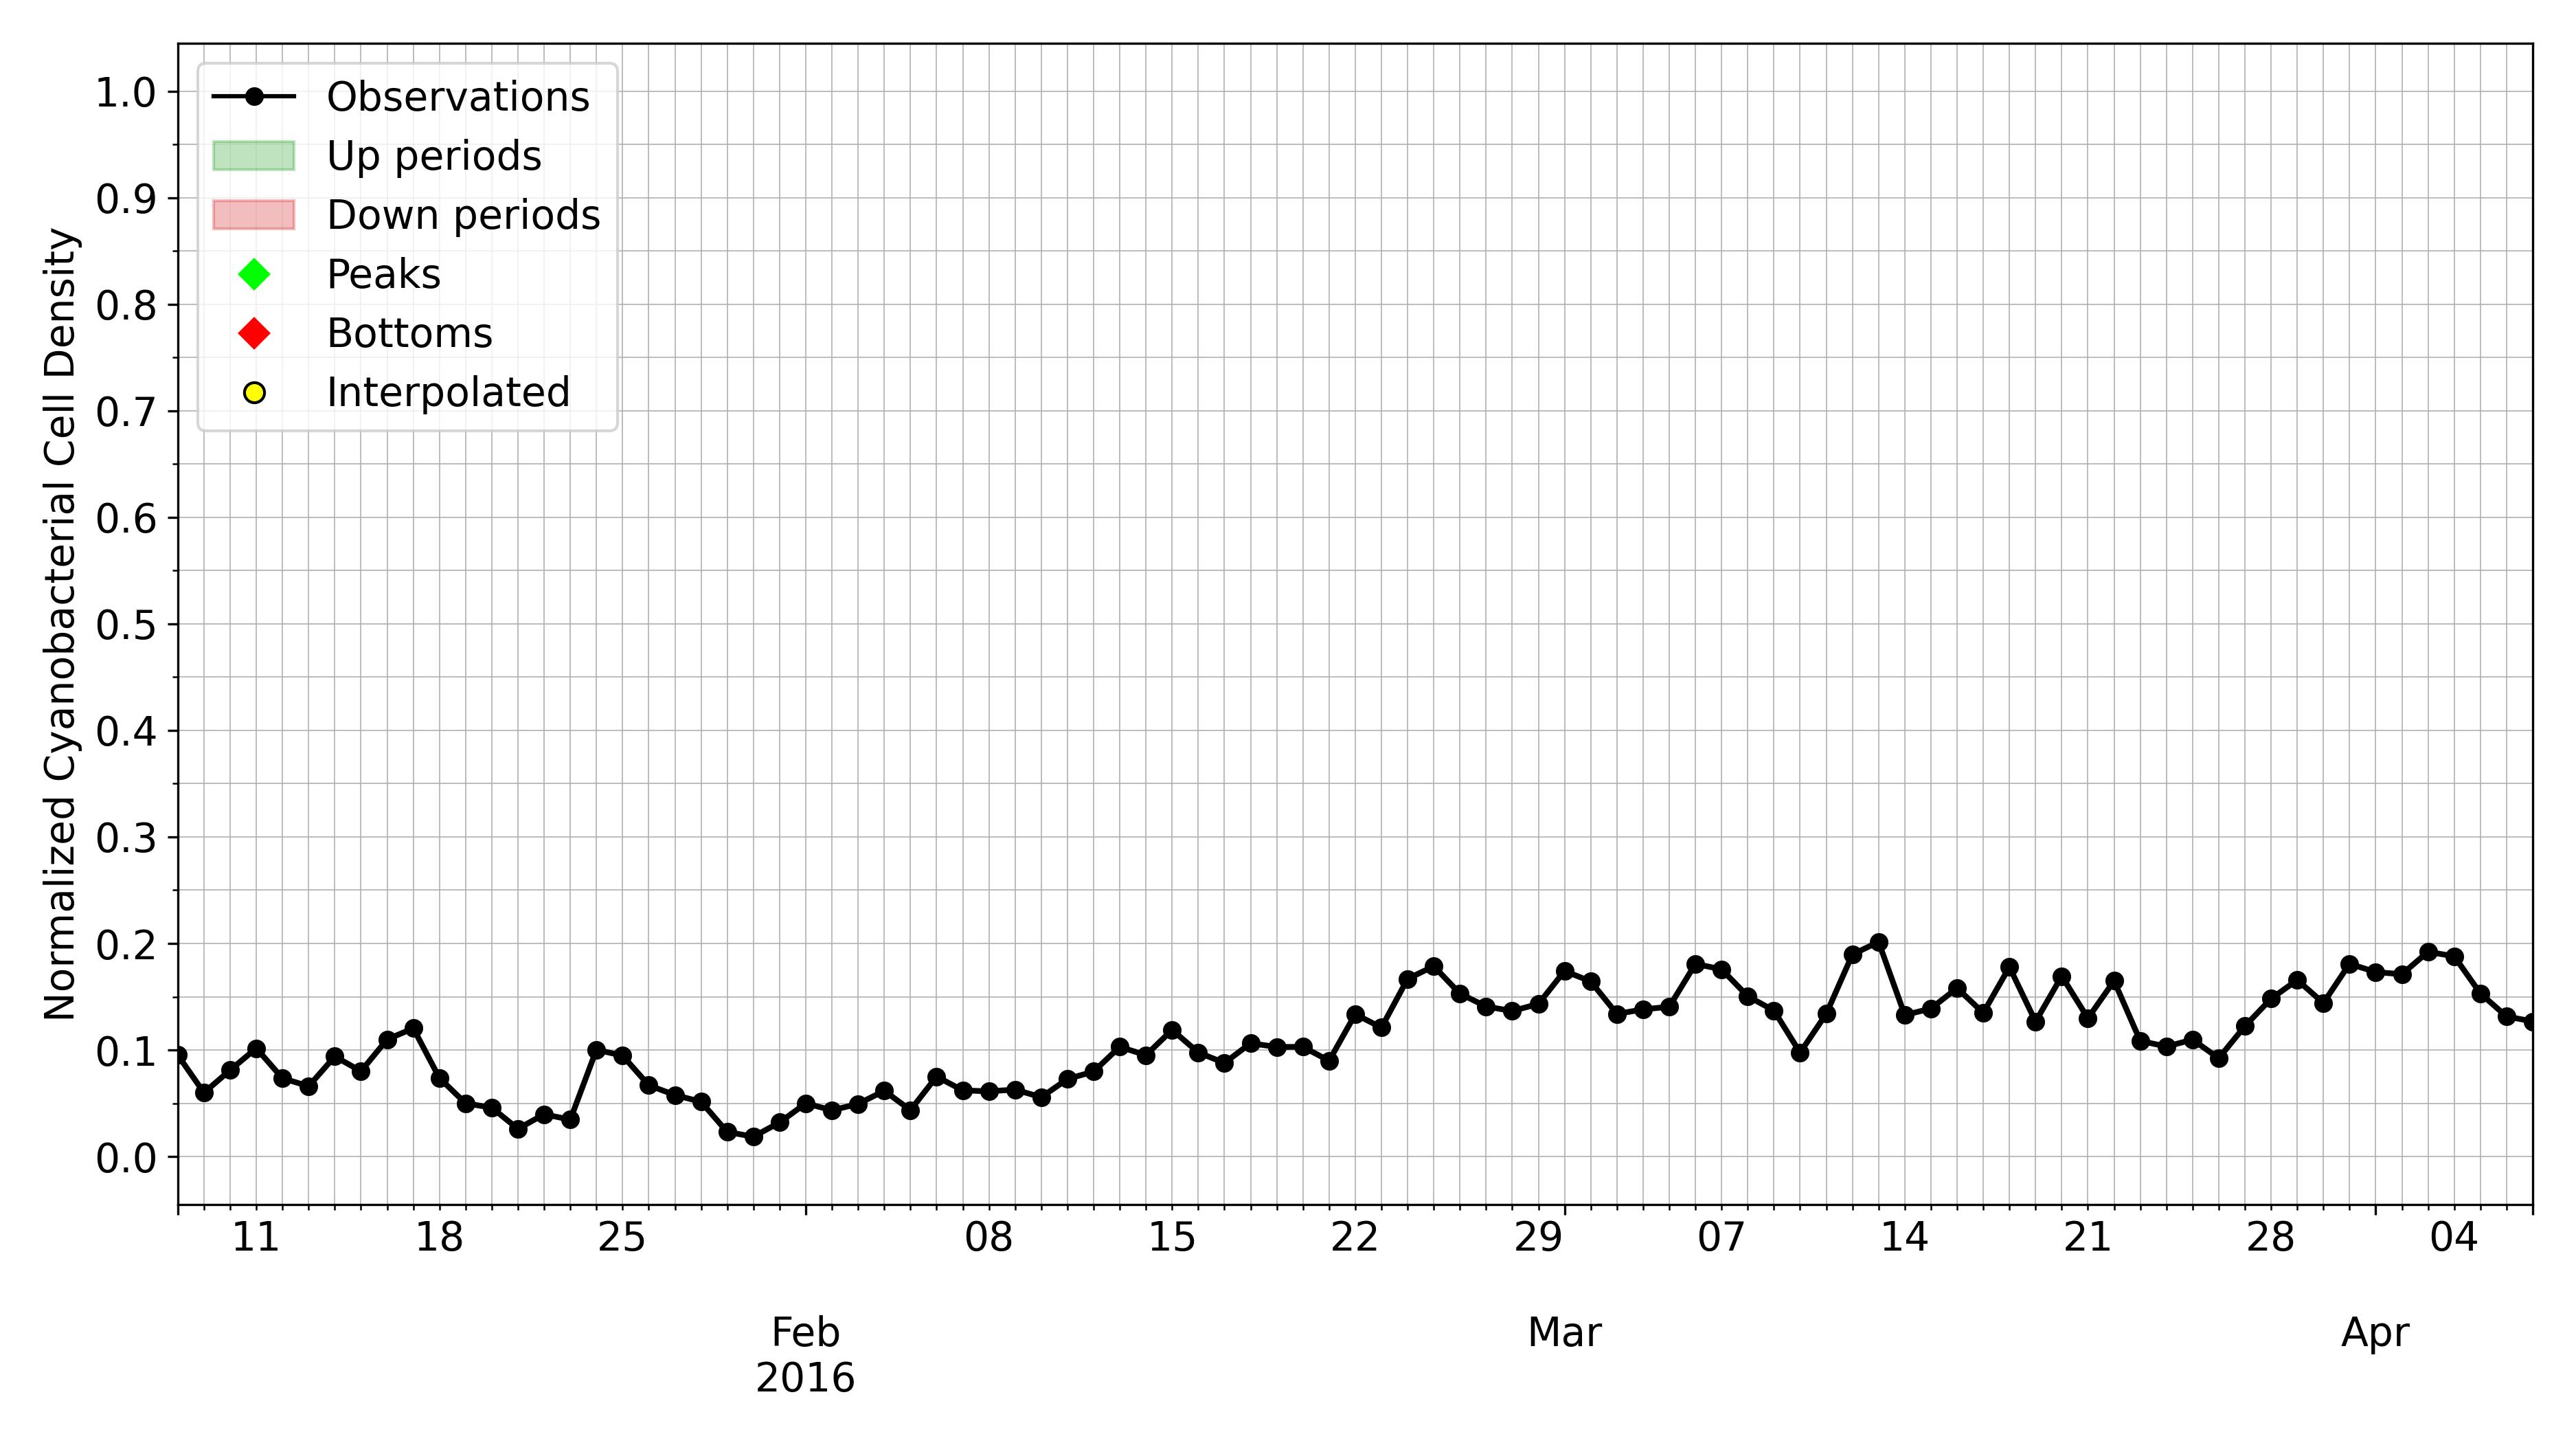 Normalized Cyanobacterial Cell Density
1.0
0.9
0.8
0.7
0.6
0.5
0.4
0.3
0.2
0.1
0.0
Observations
Up periods
Down periods
Peaks
Bottoms
Interpolated
11 18 25 08 15 22 29 07 14 21 28 04
Feb Mar Apr
2016